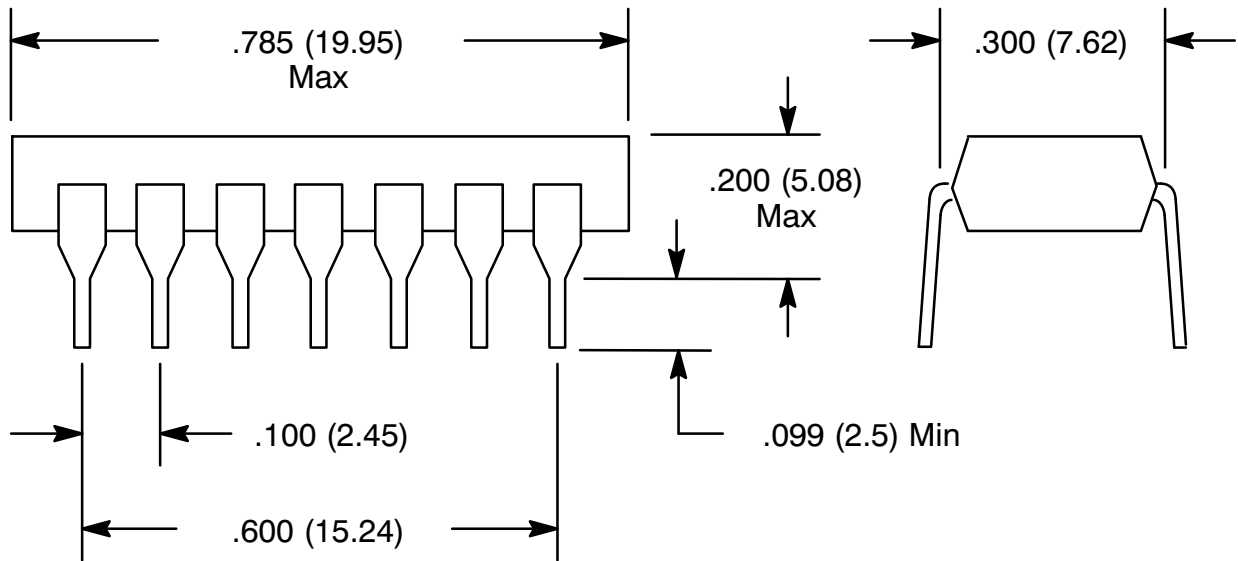 .785 (19.95)
Max
.300 (7.62)
.200 (5.08)
Max
.100 (2.45)
.099 (2.5) Min
.600 (15.24)